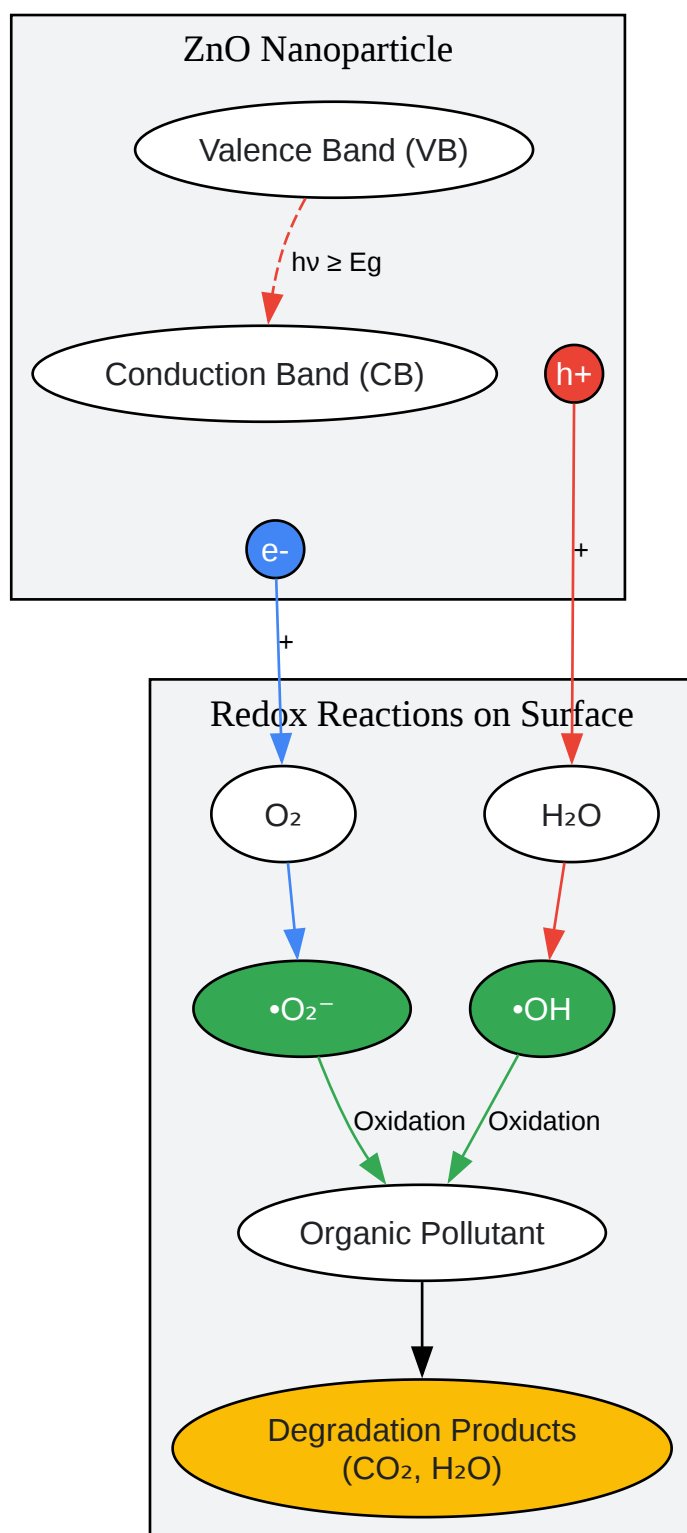 ZnO Nanoparticle
Valence Band (VB)
hν ≥ Eg
Conduction Band (CB)
h+
e-
+
+
Redox Reactions on Surface
O₂
H₂O
•O₂⁻
•OH
Oxidation
Oxidation
Organic Pollutant
Degradation Products
(CO₂, H₂O)